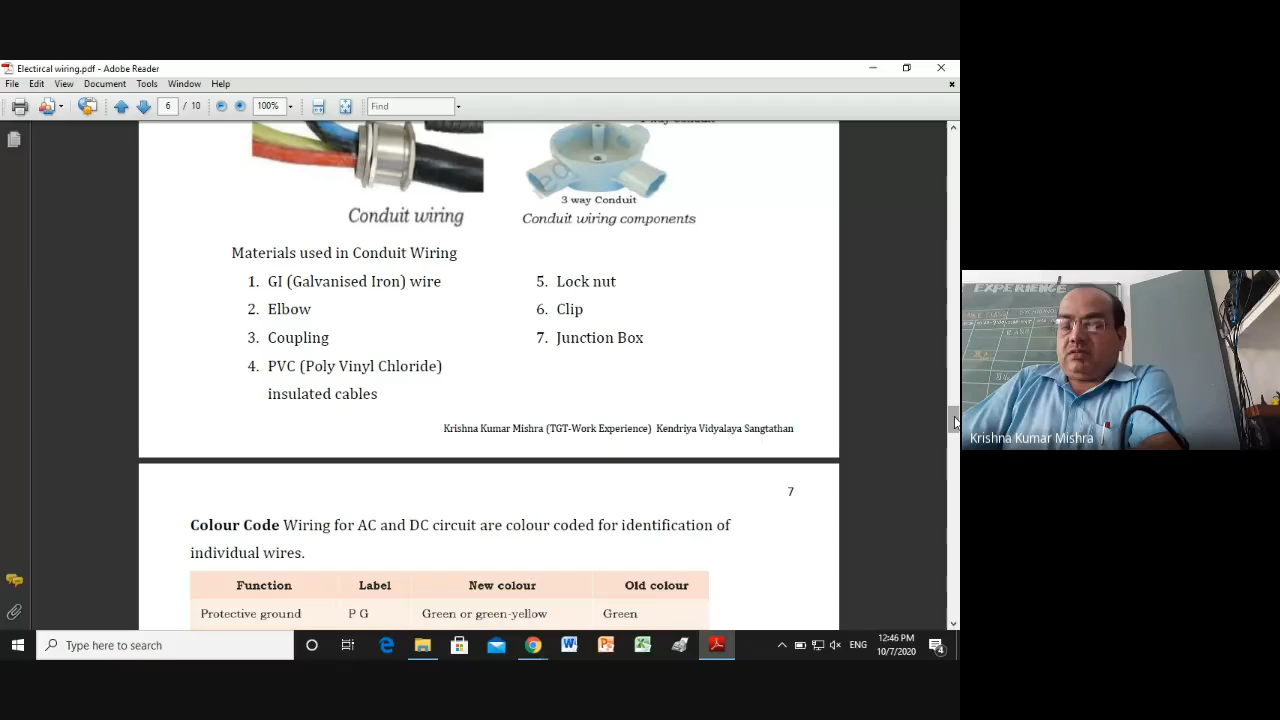 Electircal wiring.pdf - Adobe Reader
File Edit View Document Tools Window Help
6 / 10 100% Find
3 way Conduit
Conduit wiring
Conduit wiring components
Materials used in Conduit Wiring
1. GI (Galvanised Iron) wire
2. Elbow
3. Coupling
4. PVC (Poly Vinyl Chloride)
insulated cables
5. Lock nut
6. Clip
7. Junction Box
Krishna Kumar Mishra (TGT-Work Experience) Kendriya Vidyalaya Sangtathan
7
Colour Code Wiring for AC and DC circuit are colour coded for identification of
individual wires.
Function Label New colour Old colour
Protective ground P G Green or green-yellow Green
Type here to search
ENG
12:46 PM
10/7/2020
4
EXPERIENCE
Krishna Kumar Mishra